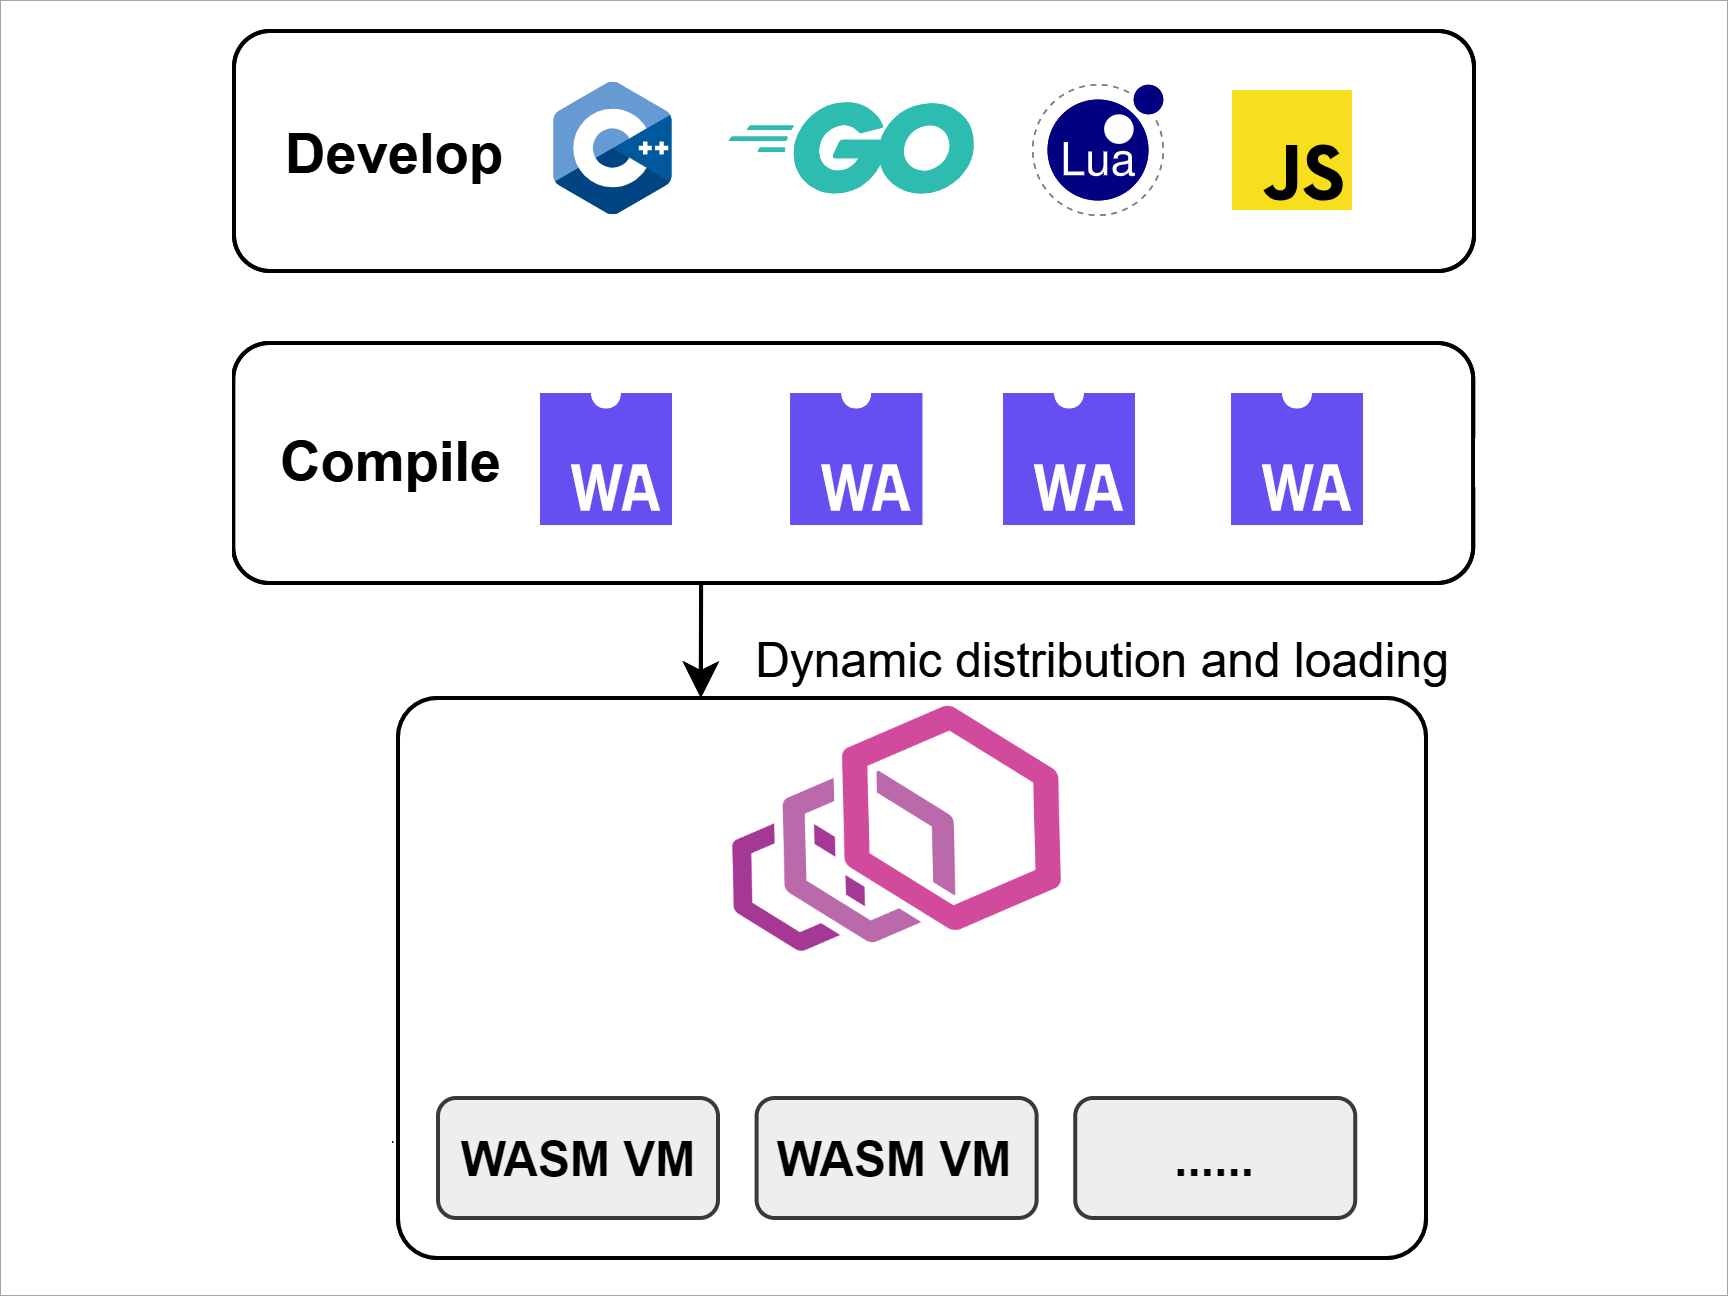 Develop
C++
GO
Lua
JS
Compile
WA
WA
WA
WA
Dynamic distribution and loading
WASM VM
WASM VM
......